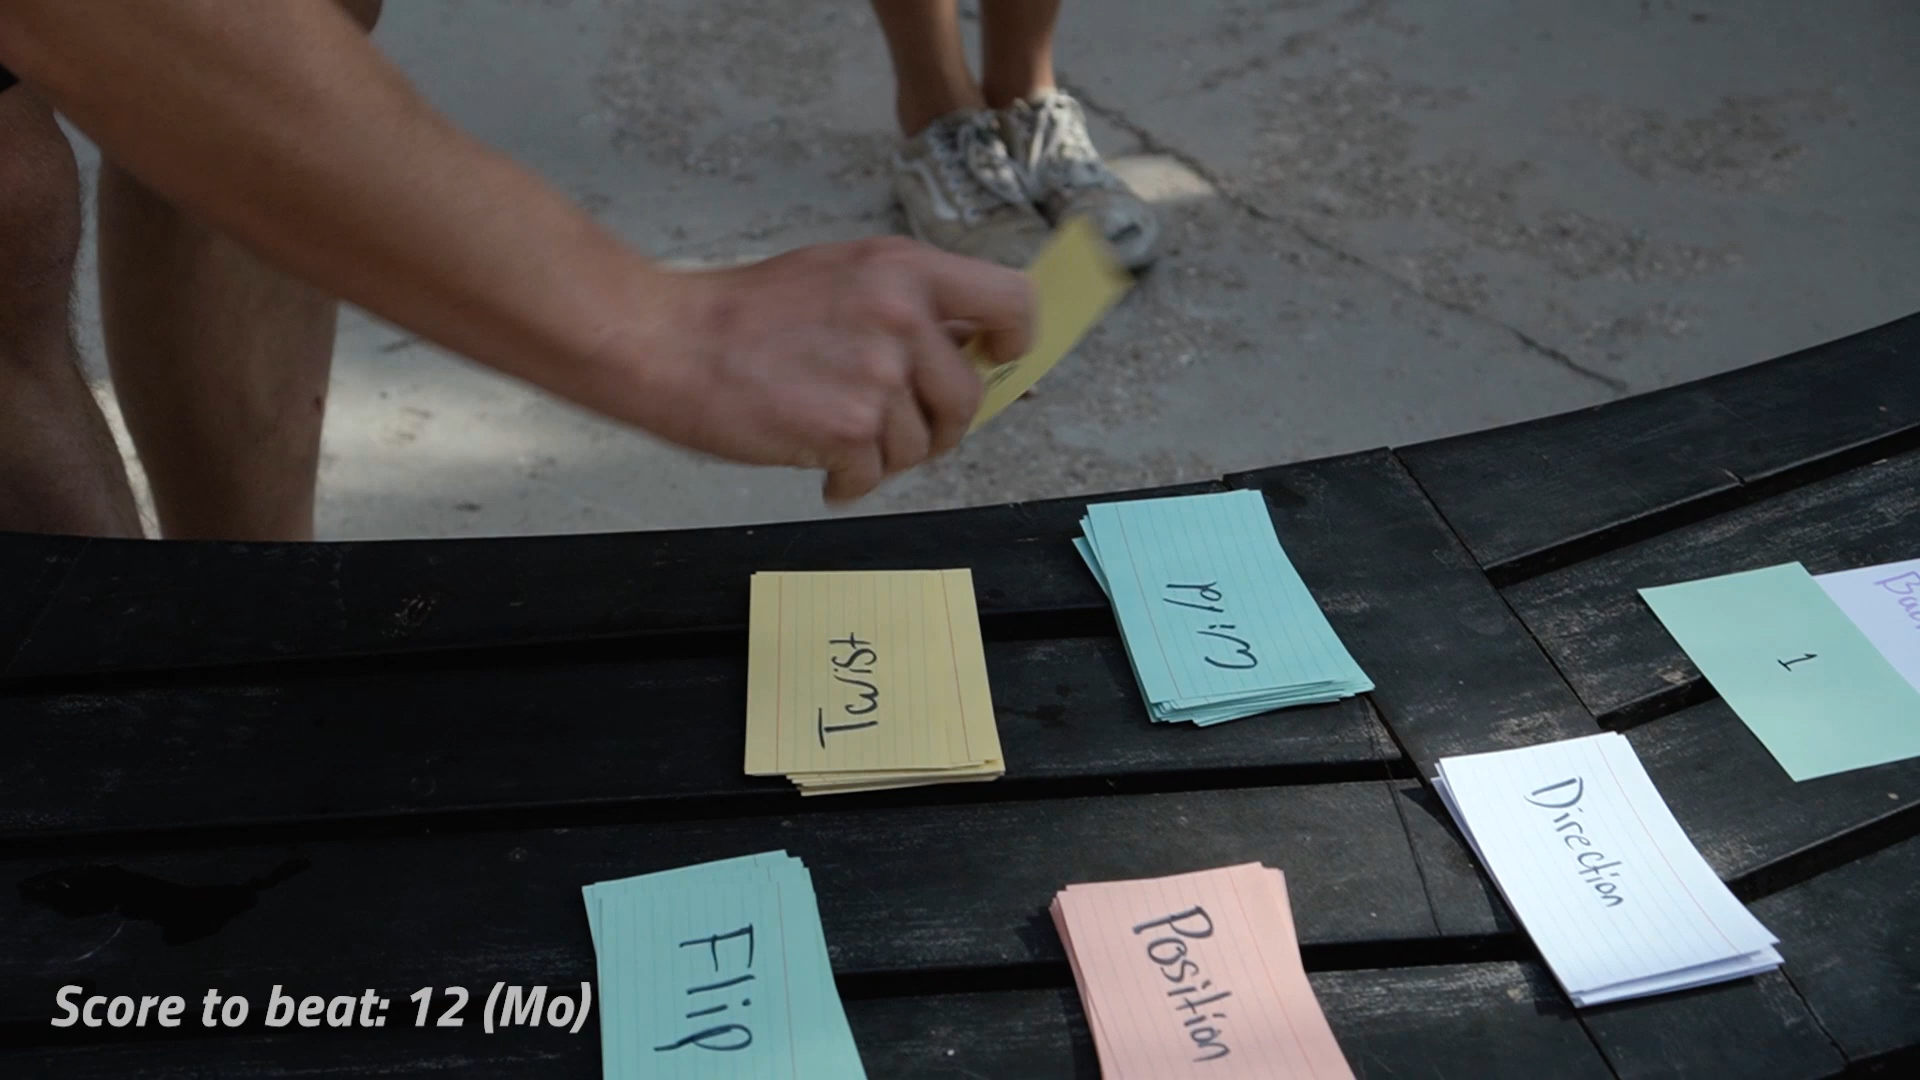 Twist
Wild
1
Direction
Flip
Position
Score to beat: 12 (Mo)